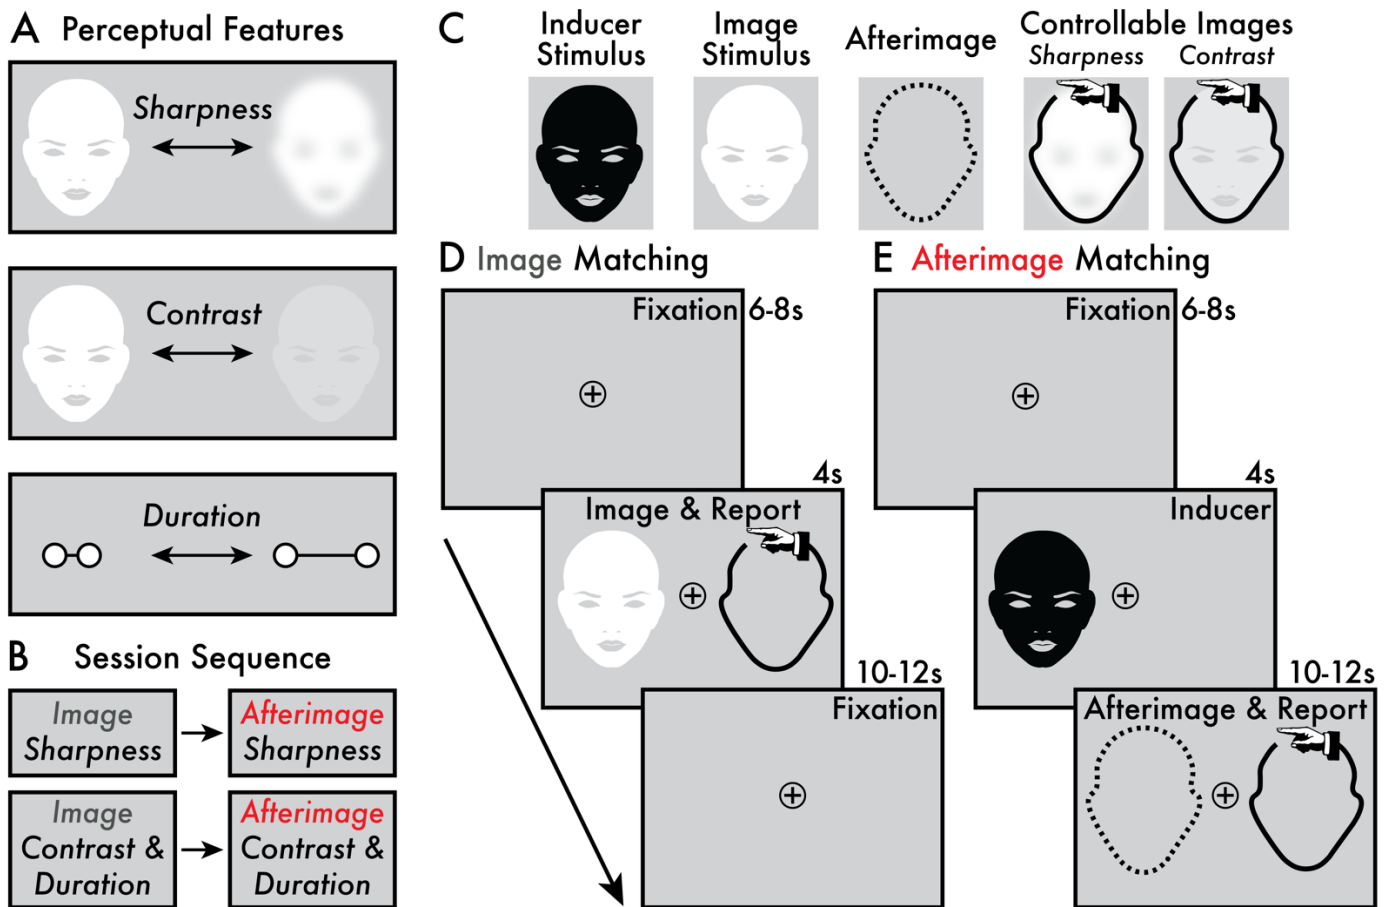 A Perceptual Features
Sharpness
Contrast
Duration
B Session Sequence
Image
Sharpness
Afterimage
Sharpness
Image
Contrast &
Duration
Afterimage
Contrast &
Duration
C
Inducer
Stimulus
Image
Stimulus
Afterimage
Controllable Images
Sharpness
Contrast
D Image Matching
Fixation 6-8s
4s
Image & Report
10-12s
Fixation
E Afterimage Matching
Fixation 6-8s
4s
Inducer
10-12s
Afterimage & Report